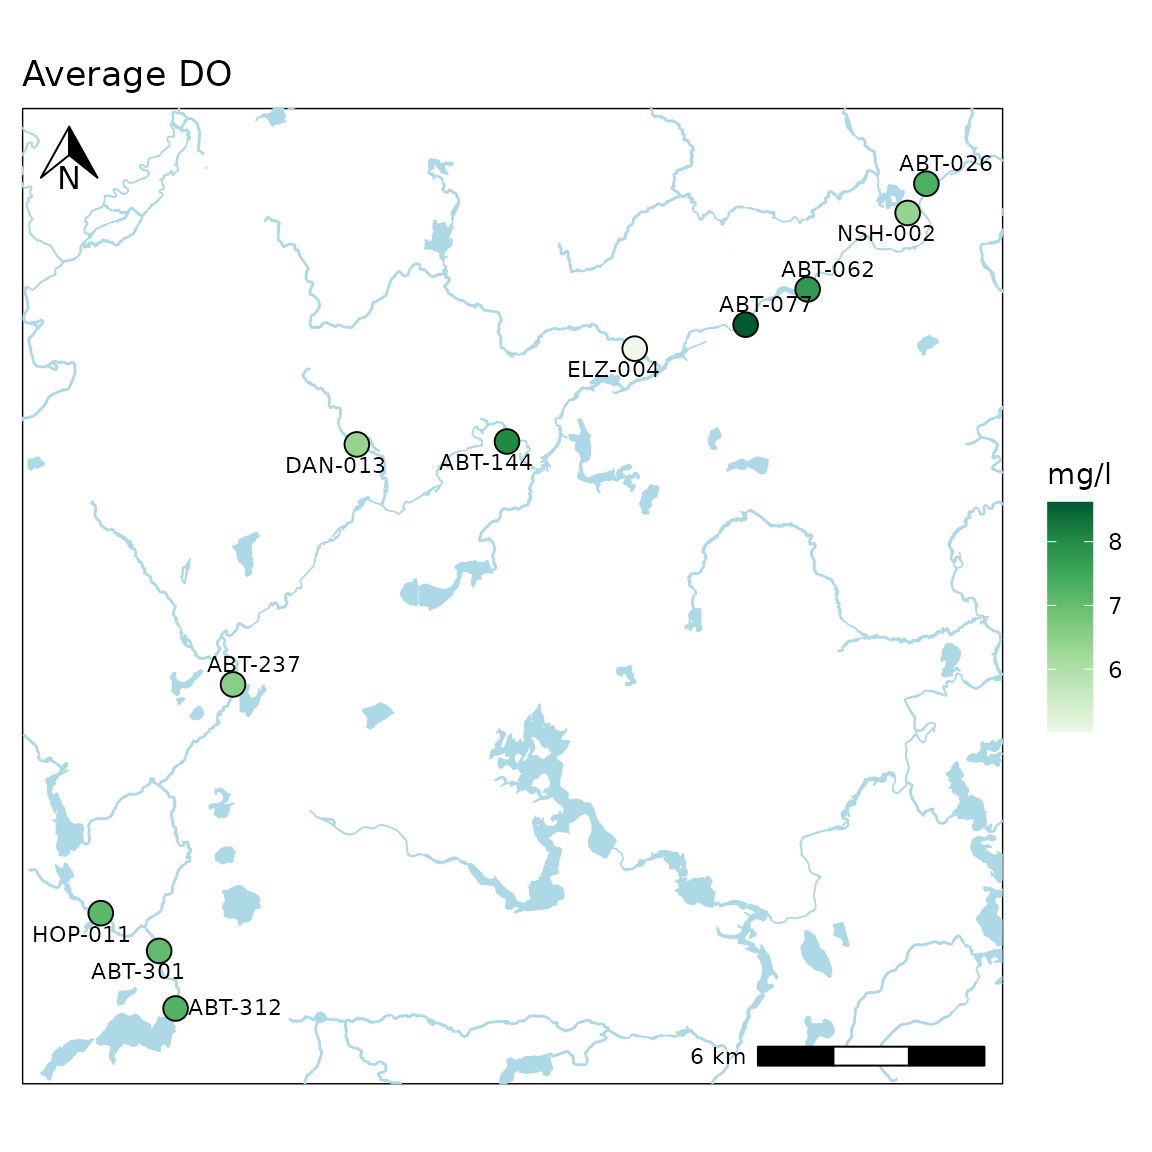 Average DO
N
ABT-026
NSH-002
ABT-062
ABT-077
ELZ-004
DAN-013
ABT-144
mg/l
8
7
6
ABT-237
HOP-011
ABT-301
ABT-312
6 km